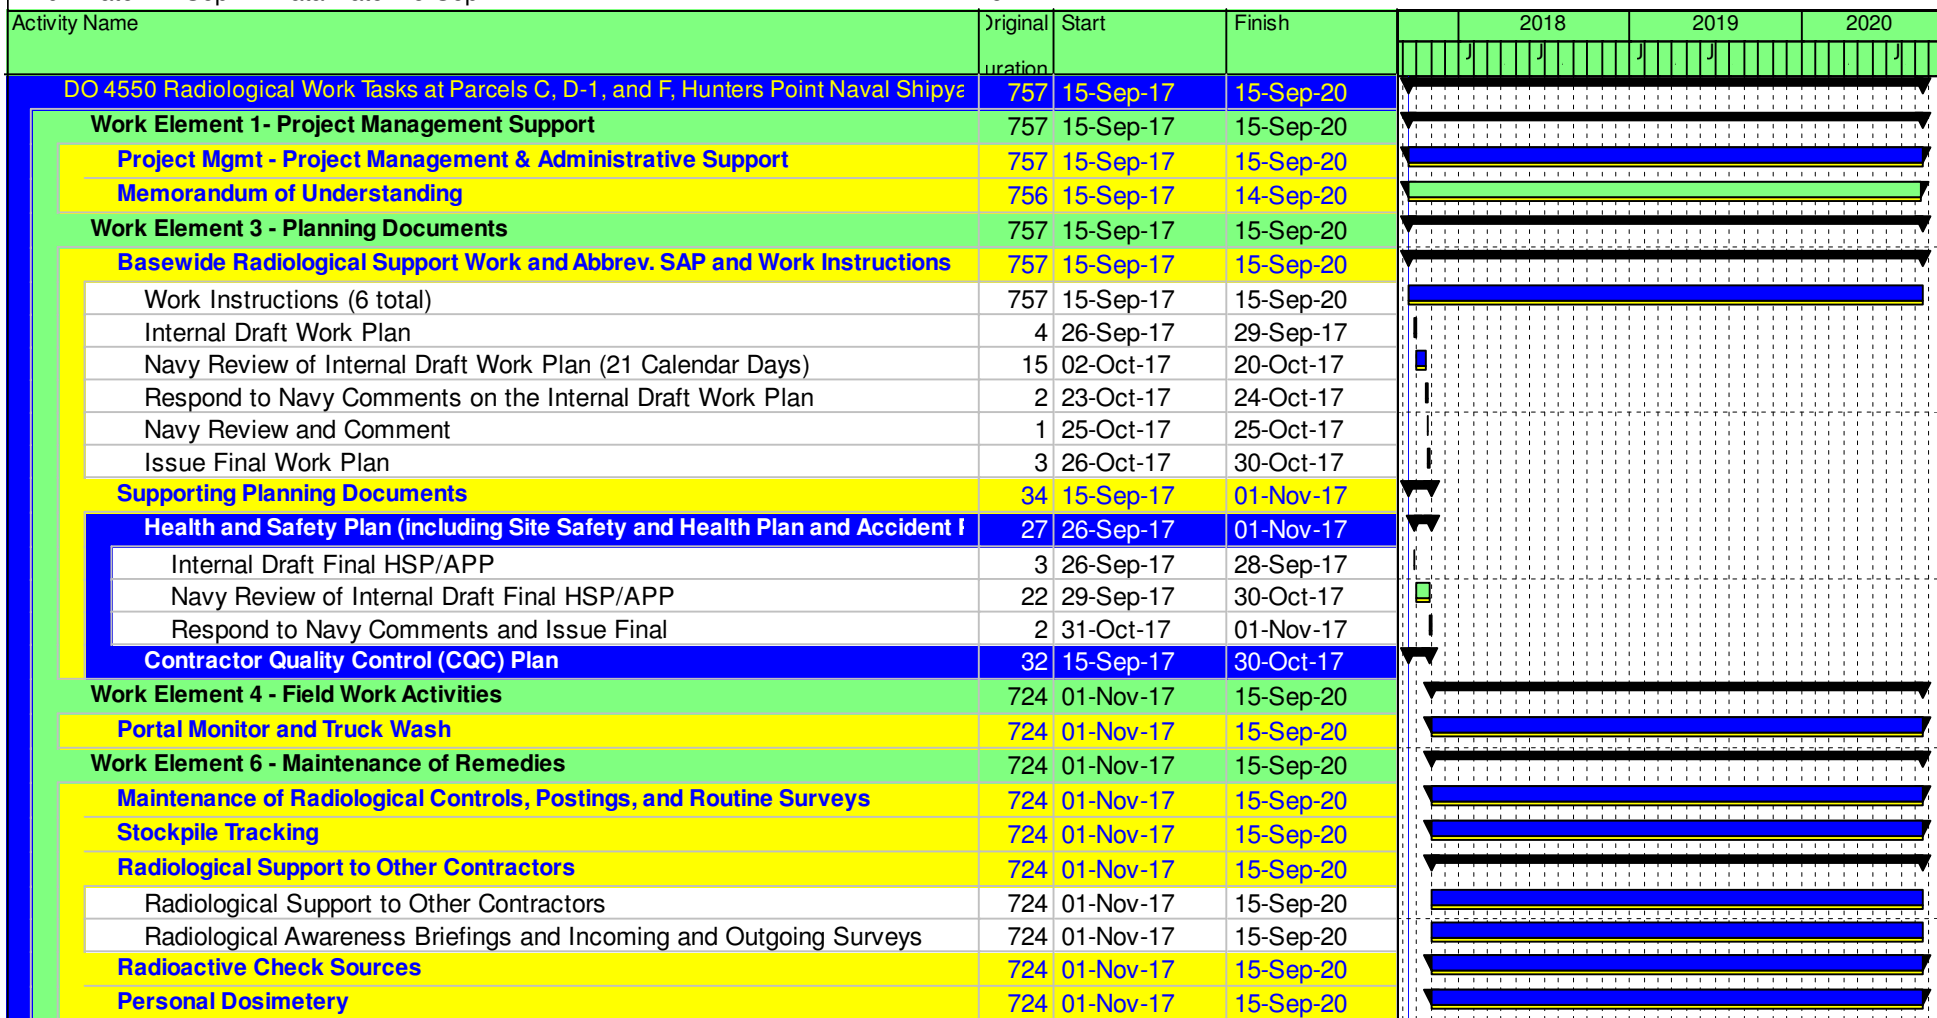 Activity Name Original Start Finish 2018 2019 2020
J J J J J
DO 4550 Radiological Work Tasks at Parcels C, D-1, and F, Hunters Point Naval Shipya 757 15-Sep-17 15-Sep-20
Work Element 1- Project Management Support 757 15-Sep-17 15-Sep-20
Project Mgmt - Project Management & Administrative Support 757 15-Sep-17 15-Sep-20
Memorandum of Understanding 756 15-Sep-17 14-Sep-20
Work Element 3 - Planning Documents 757 15-Sep-17 15-Sep-20
Basewide Radiological Support Work and Abbrev. SAP and Work Instructions 757 15-Sep-17 15-Sep-20
Work Instructions (6 total) 757 15-Sep-17 15-Sep-20
Internal Draft Work Plan 4 26-Sep-17 29-Sep-17
Navy Review of Internal Draft Work Plan (21 Calendar Days) 15 02-Oct-17 20-Oct-17
Respond to Navy Comments on the Internal Draft Work Plan 2 23-Oct-17 24-Oct-17
Navy Review and Comment 1 25-Oct-17 25-Oct-17
Issue Final Work Plan 3 26-Oct-17 30-Oct-17
Supporting Planning Documents 34 15-Sep-17 01-Nov-17
Health and Safety Plan (including Site Safety and Health Plan and Accident 27 26-Sep-17 01-Nov-17
Internal Draft Final HSP/APP 3 26-Sep-17 28-Sep-17
Navy Review of Internal Draft Final HSP/APP 22 29-Sep-17 30-Oct-17
Respond to Navy Comments and Issue Final 2 31-Oct-17 01-Nov-17
Contractor Quality Control (CQC) Plan 32 15-Sep-17 30-Oct-17
Work Element 4 - Field Work Activities 724 01-Nov-17 15-Sep-20
Portal Monitor and Truck Wash 724 01-Nov-17 15-Sep-20
Work Element 6 - Maintenance of Remedies 724 01-Nov-17 15-Sep-20
Maintenance of Radiological Controls, Postings, and Routine Surveys 724 01-Nov-17 15-Sep-20
Stockpile Tracking 724 01-Nov-17 15-Sep-20
Radiological Support to Other Contractors 724 01-Nov-17 15-Sep-20
Radiological Support to Other Contractors 724 01-Nov-17 15-Sep-20
Radiological Awareness Briefings and Incoming and Outgoing Surveys 724 01-Nov-17 15-Sep-20
Radioactive Check Sources 724 01-Nov-17 15-Sep-20
Personal Dosimetery 724 01-Nov-17 15-Sep-20